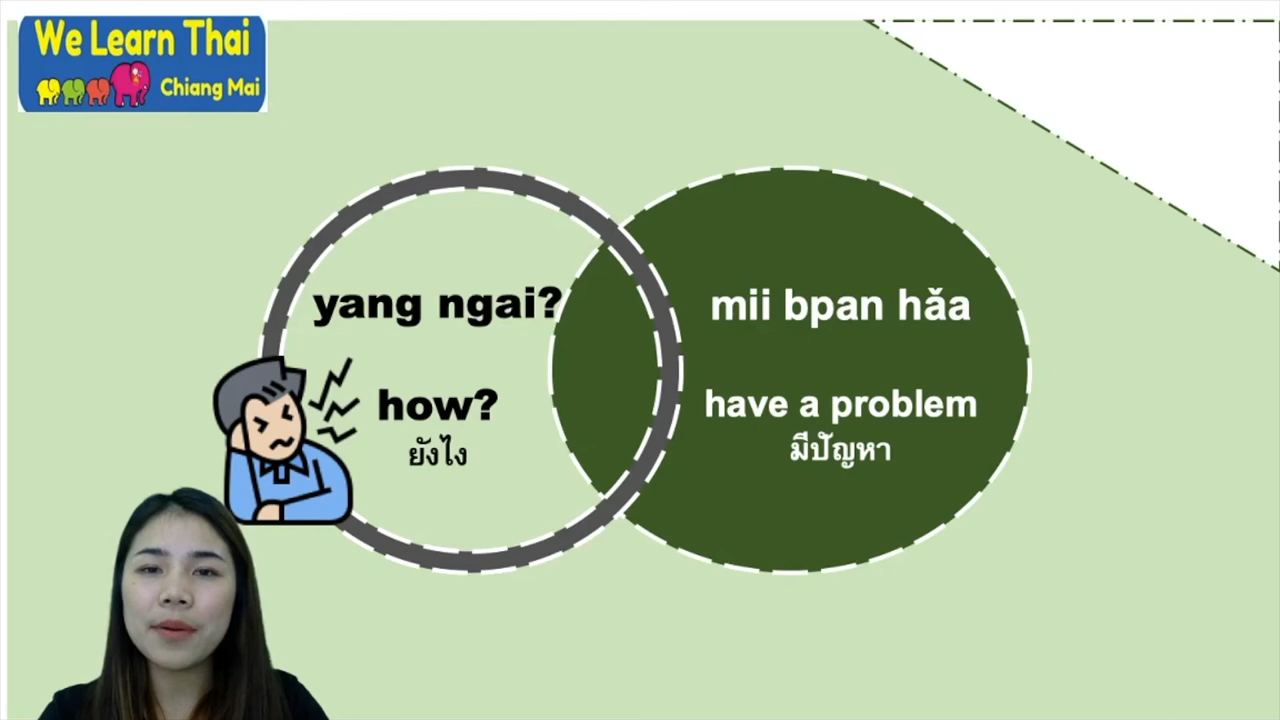 We Learn Thai
Chiang Mai
yang ngai?
how?
ยังไง
mii bpan hǎa
have a problem
มีปัญหา